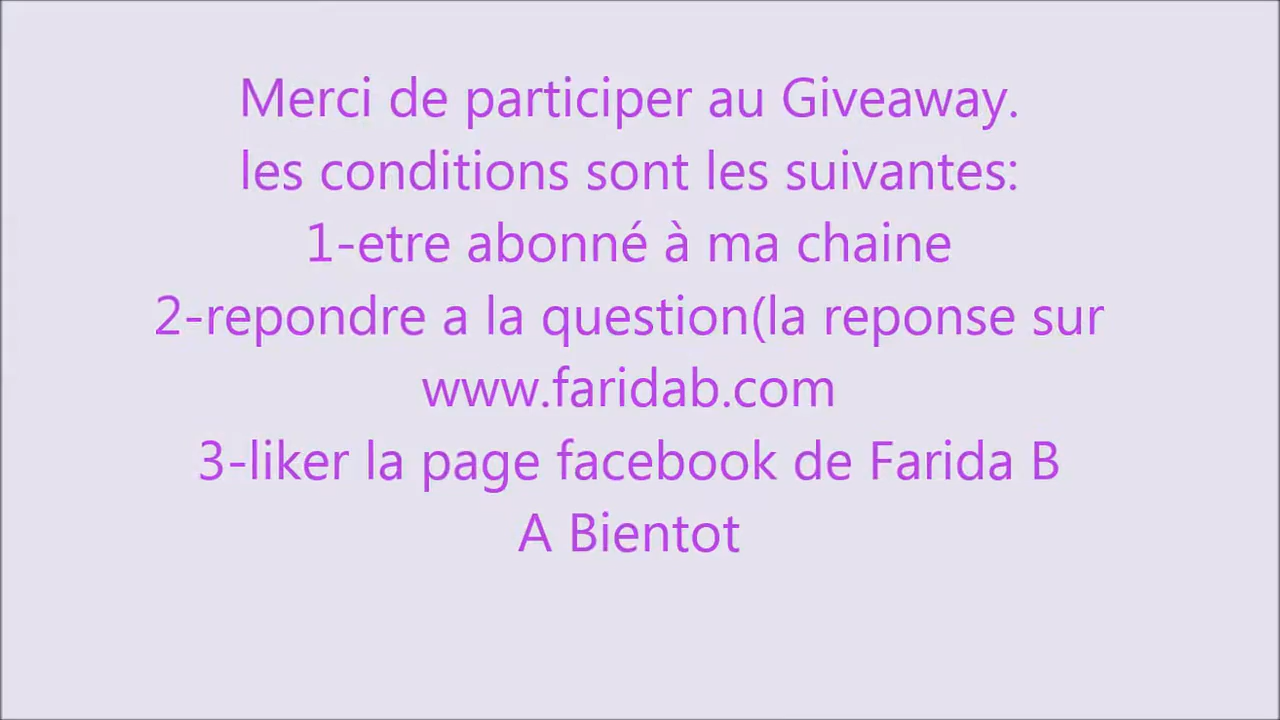 Merci de participer au Giveaway.
les conditions sont les suivantes:
1-etre abonné à ma chaine
2-repondre a la question(la reponse sur
www.faridab.com
3-liker la page facebook de Farida B
A Bientot